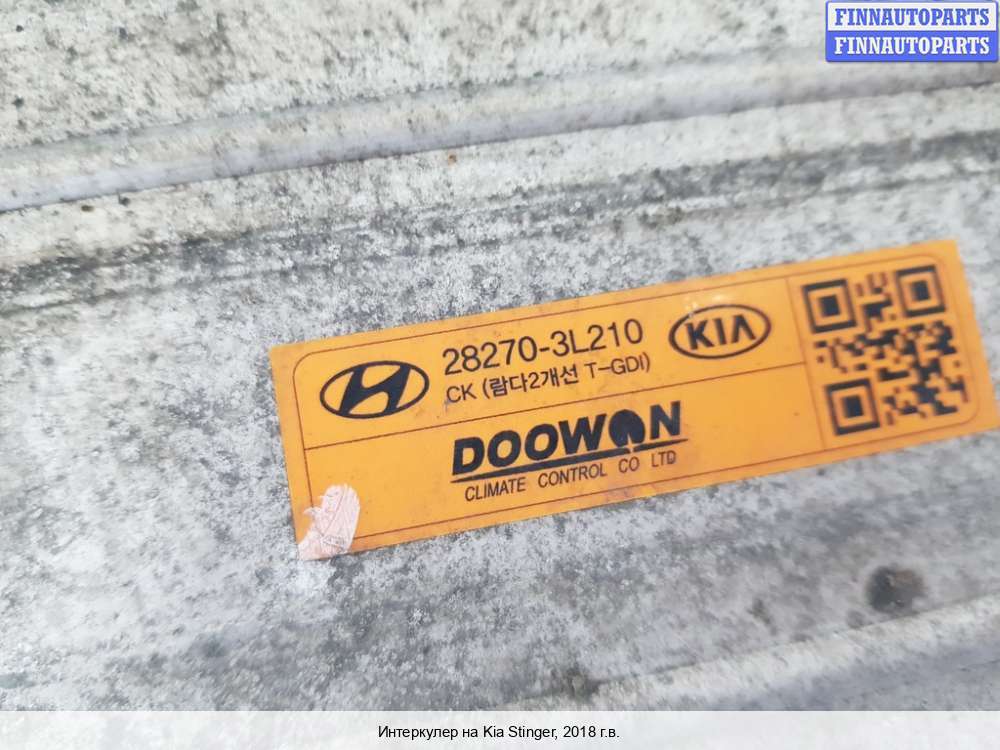 FINNAUTOPARTS
FINNAUTOPARTS
28270-3L210
KIA
CK (람다2개선 T-GDI)
DOOWON
CLIMATE CONTROL CO LTD
Интеркулер на Kia Stinger, 2018 г.в.